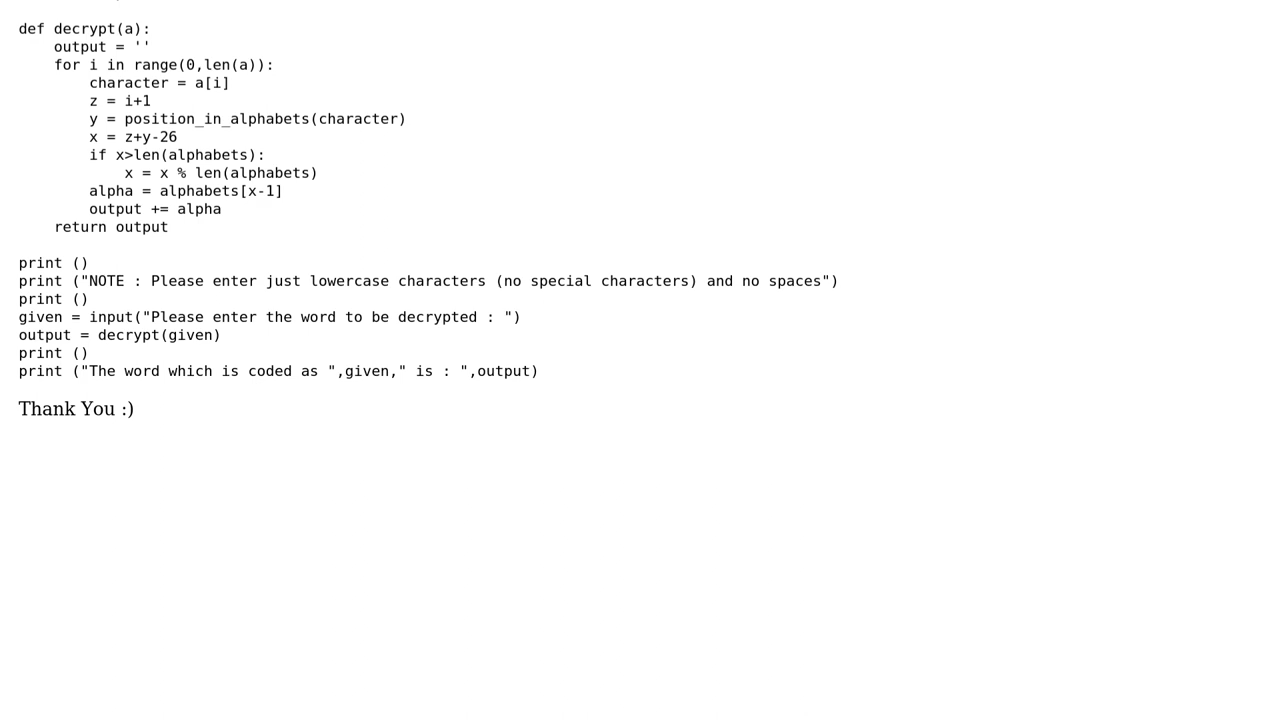 def decrypt(a):
    output = ''
    for i in range(0,len(a)):
        character = a[i]
        z = i+1
        y = position_in_alphabets(character)
        x = z+y-26
        if x>len(alphabets):
            x = x % len(alphabets)
        alpha = alphabets[x-1]
        output += alpha
    return output

print ()
print ("NOTE : Please enter just lowercase characters (no special characters) and no spaces")
print ()
given = input("Please enter the word to be decrypted : ")
output = decrypt(given)
print ()
print ("The word which is coded as ",given," is : ",output)

Thank You :)